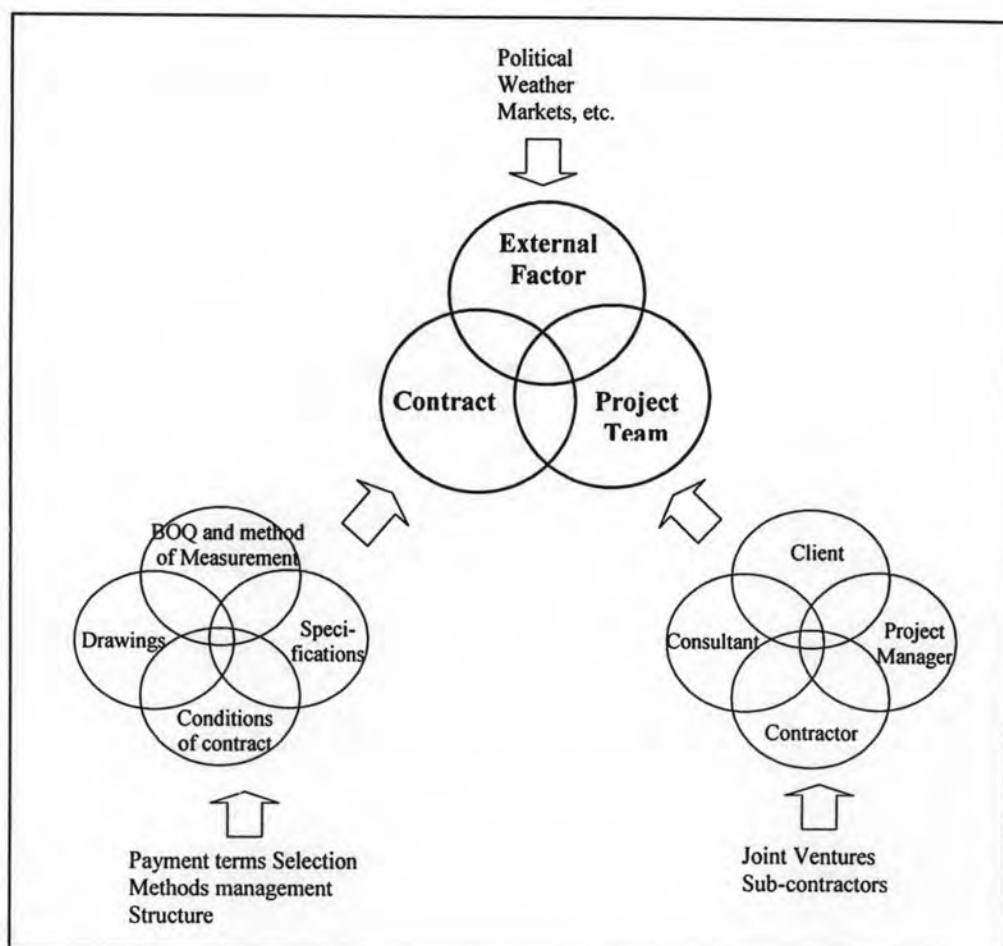 Political
Weather
Markets, etc.
External
Factor
Contract
Project
Team
BOQ and method
of Measurement
Drawings
Speci-
fications
Conditions
of contract
Client
Consultant
Project
Manager
Contractor
Payment terms Selection
Methods management
Structure
Joint Ventures
Sub-contractors